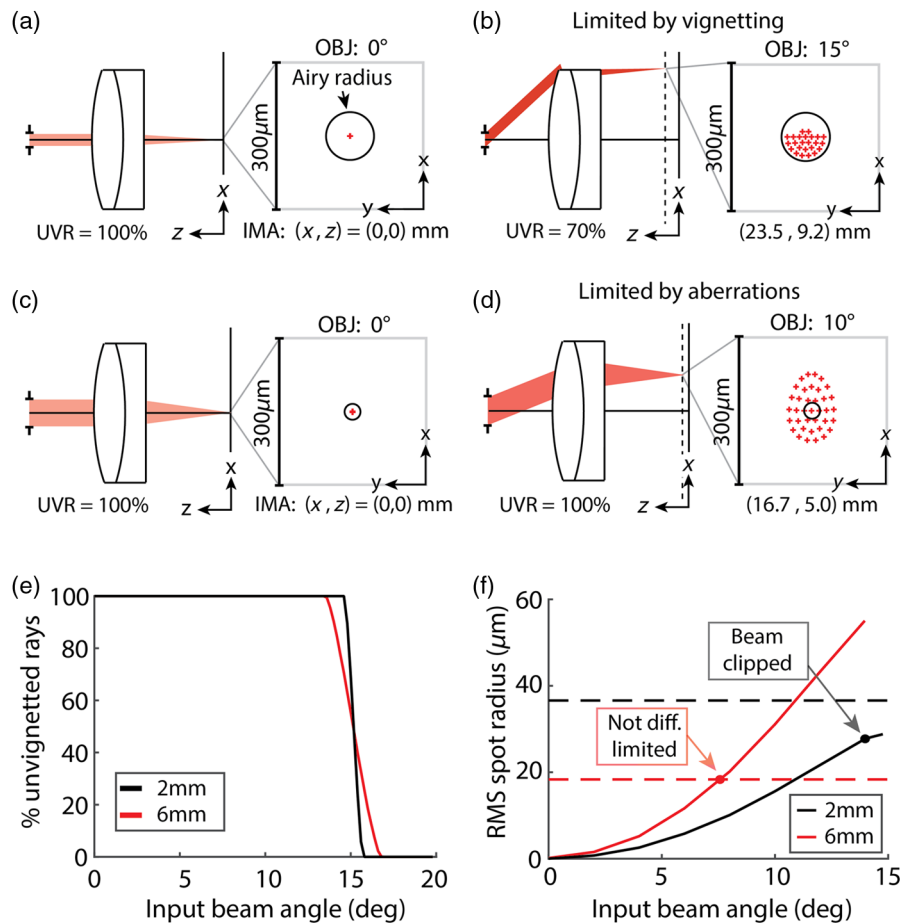 (a)
OBJ: 0°
Airy radius
300μm
x
y
x
z
UVR = 100%
IMA: (x, z) = (0,0) mm
(b)
Limited by vignetting
OBJ: 15°
300μm
x
y
x
z
UVR = 70%
(23.5 , 9.2) mm
(c)
OBJ: 0°
300μm
x
y
x
z
UVR = 100%
IMA: (x, z) = (0,0) mm
(d)
Limited by aberrations
OBJ: 10°
300μm
x
y
x
z
UVR = 100%
(16.7 , 5.0) mm
(e)
% unvignetted rays
100
80
60
40
20
0
2mm
6mm
0 5 10 15 20
Input beam angle (deg)
(f)
RMS spot radius (μm)
60
40
20
0
Beam
clipped
Not diff.
limited
2mm
6mm
0 5 10 15
Input beam angle (deg)